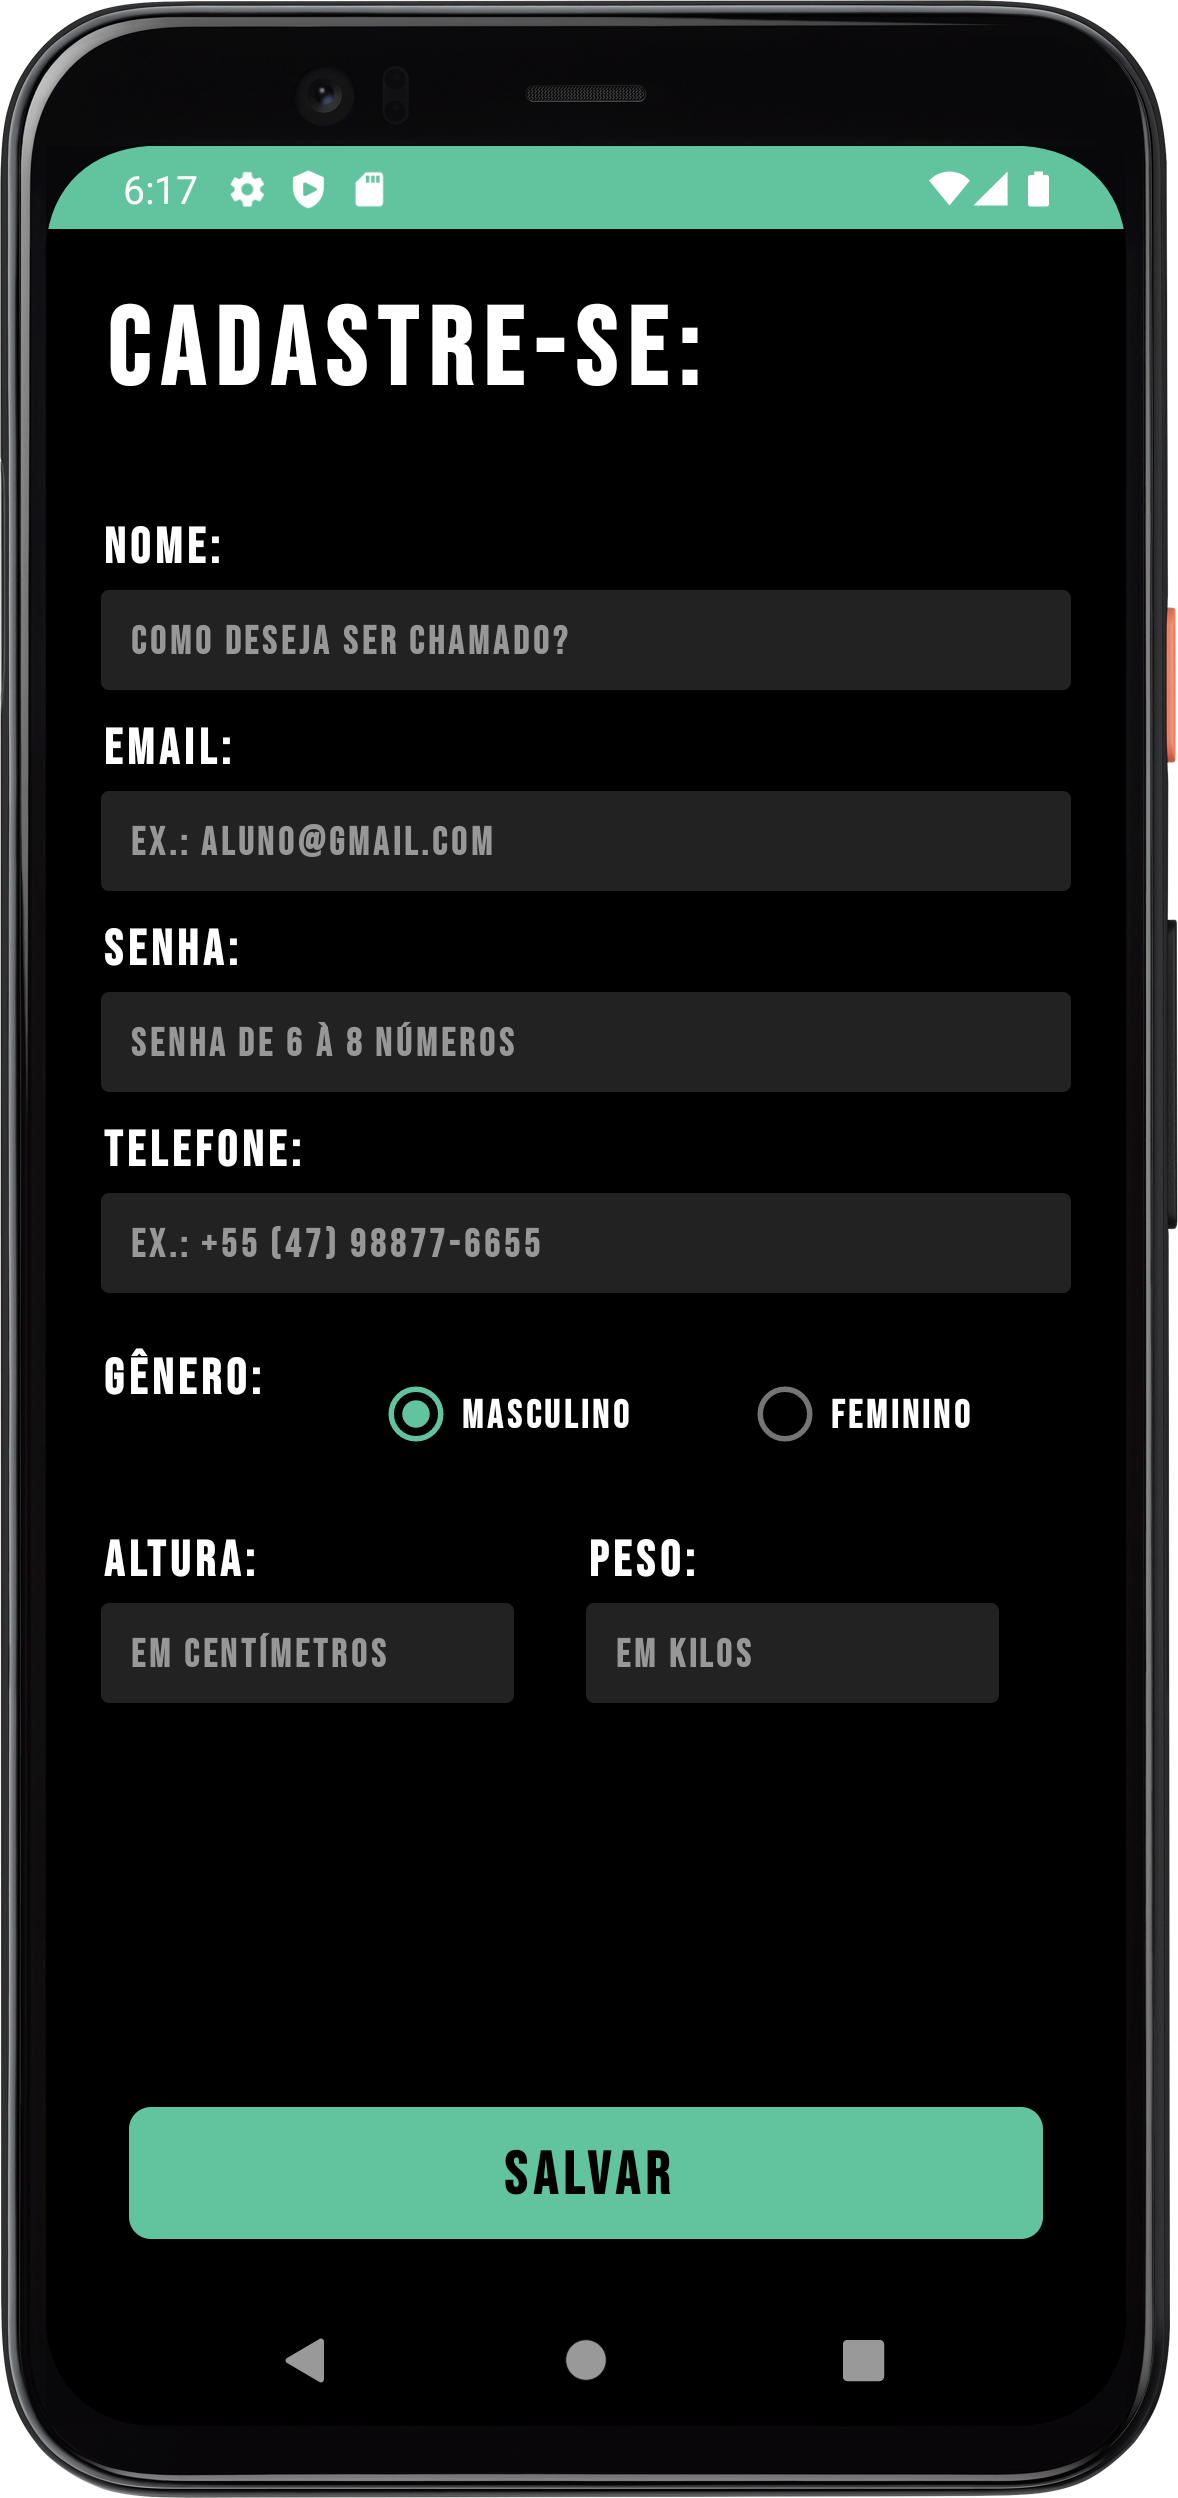 6:17
CADASTRE-SE:
NOME:
COMO DESEJA SER CHAMADO?
EMAIL:
EX.: ALUNO@GMAIL.COM
SENHA:
SENHA DE 6 À 8 NÚMEROS
TELEFONE:
EX.: +55 (47) 98877-6655
GÊNERO:
MASCULINO FEMININO
ALTURA: PESO:
EM CENTÍMETROS EM KILOS
SALVAR